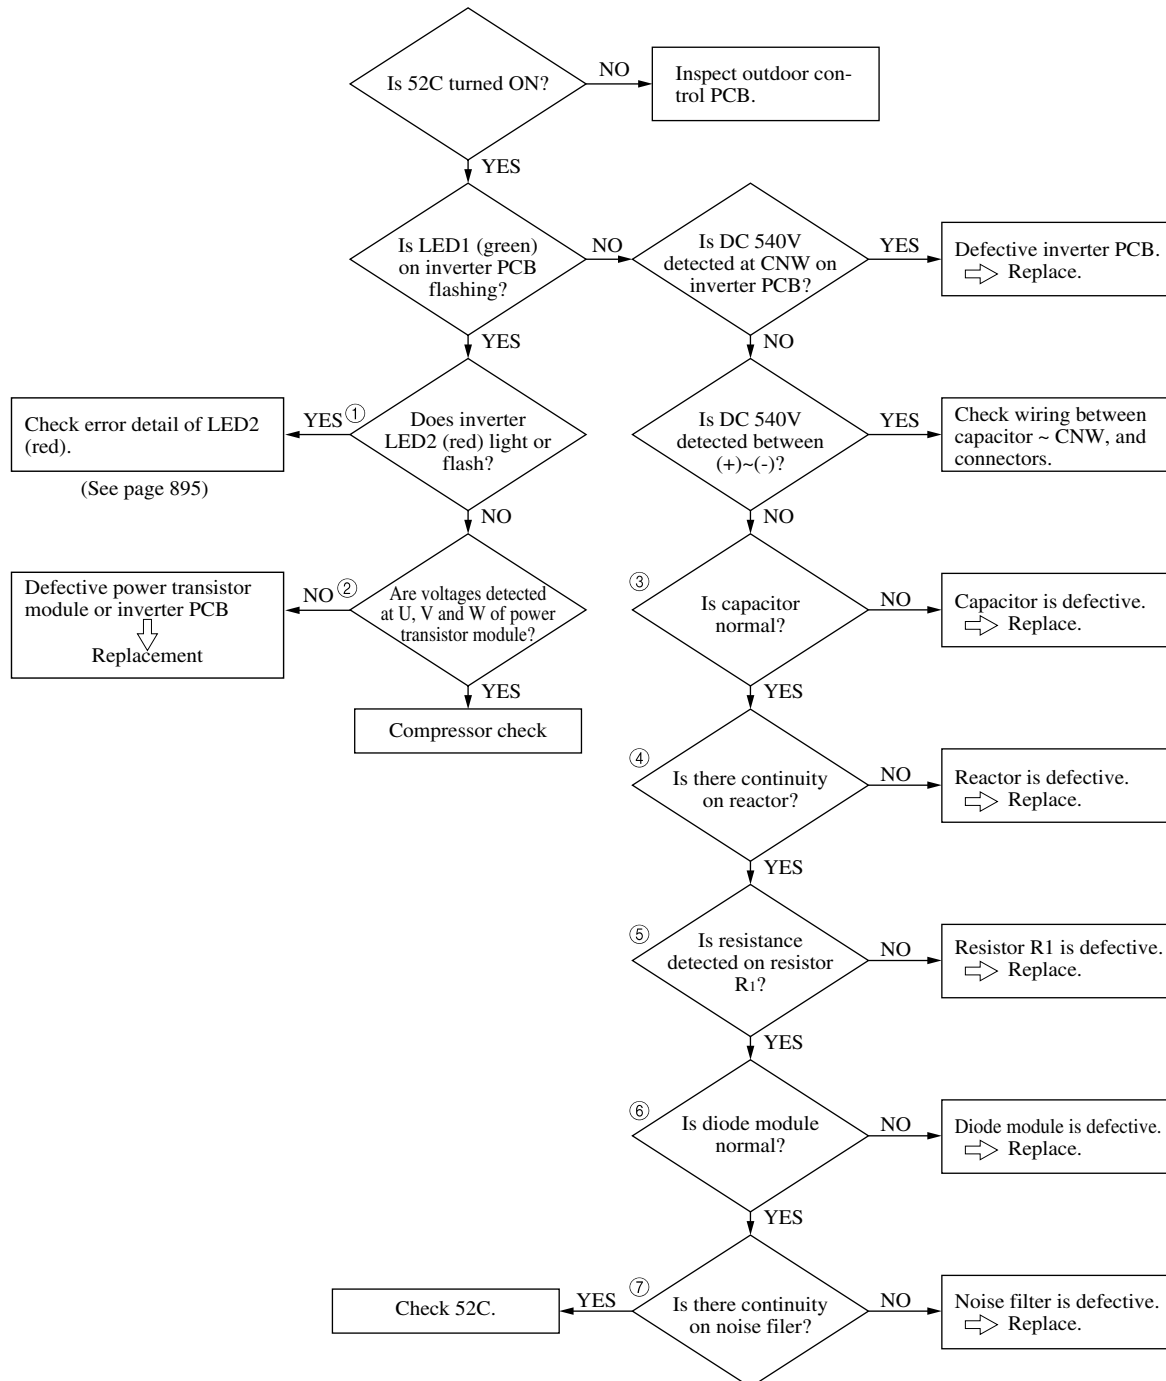 Is 52C turned ON?
NO
Inspect outdoor con-
trol PCB.
YES
Is LED1 (green)
on inverter PCB
flashing?
NO
Is DC 540V
detected at CNW on
inverter PCB?
YES
Defective inverter PCB.
⇨ Replace.
YES
NO
Check error detail of LED2
(red).
(See page 895)
YES ①
Does inverter
LED2 (red) light or
flash?
Is DC 540V
detected between
(+)~(-)?
YES
Check wiring between
capacitor ~ CNW, and
connectors.
NO
NO
Defective power transistor
module or inverter PCB
Replacement
NO ②
Are voltages detected
at U, V and W of power
transistor module?
③
Is capacitor
normal?
NO
Capacitor is defective.
⇨ Replace.
YES
YES
Compressor check
④
Is there continuity
on reactor?
NO
Reactor is defective.
⇨ Replace.
YES
⑤
Is resistance
detected on resistor
R1?
NO
Resistor R1 is defective.
⇨ Replace.
YES
⑥
Is diode module
normal?
NO
Diode module is defective.
⇨ Replace.
YES
Check 52C.
YES
⑦
Is there continuity
on noise filer?
NO
Noise filter is defective.
⇨ Replace.